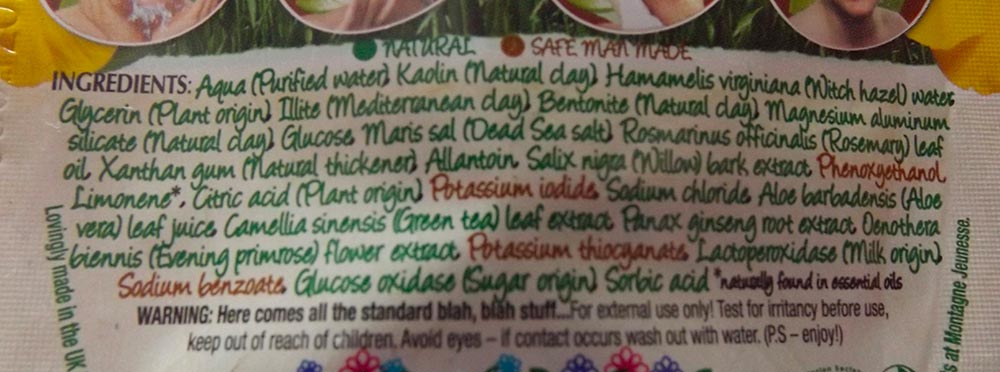 NATURAL SAFE MAN MADE
INGREDIENTS: Aqua (Purified water), Kaolin (Natural clay), Hamamelis virginiana (Witch hazel) water,
Glycerin (Plant origin), Illite (Mediterranean clay), Bentonite (Natural clay), Magnesium aluminum
silicate (Natural clay), Glucose, Maris sal (Dead Sea salt), Rosmarinus officinalis (Rosemary) leaf
oil, Xanthan gum (Natural thickener), Allantoin, Salix nigra (Willow) bark extract, Phenoxyethanol,
Limonene*, Citric acid (Plant origin), Potassium iodide, Sodium chloride, Aloe barbadensis (Aloe
vera) leaf juice, Camellia sinensis (Green tea) leaf extract, Panax ginseng root extract, Oenothera
biennis (Evening primrose) flower extract, Potassium thiocyanate, Lactoperoxidase (Milk origin),
Sodium benzoate, Glucose oxidase (Sugar origin), Sorbic acid *naturally found in essential oils
WARNING: Here comes all the standard blah, blah stuff....For external use only! Test for irritancy before use,
keep out of reach of children. Avoid eyes – if contact occurs wash out with water. (P.S – enjoy!)
Lovingly made in the UK
at Montagne Jeunesse.